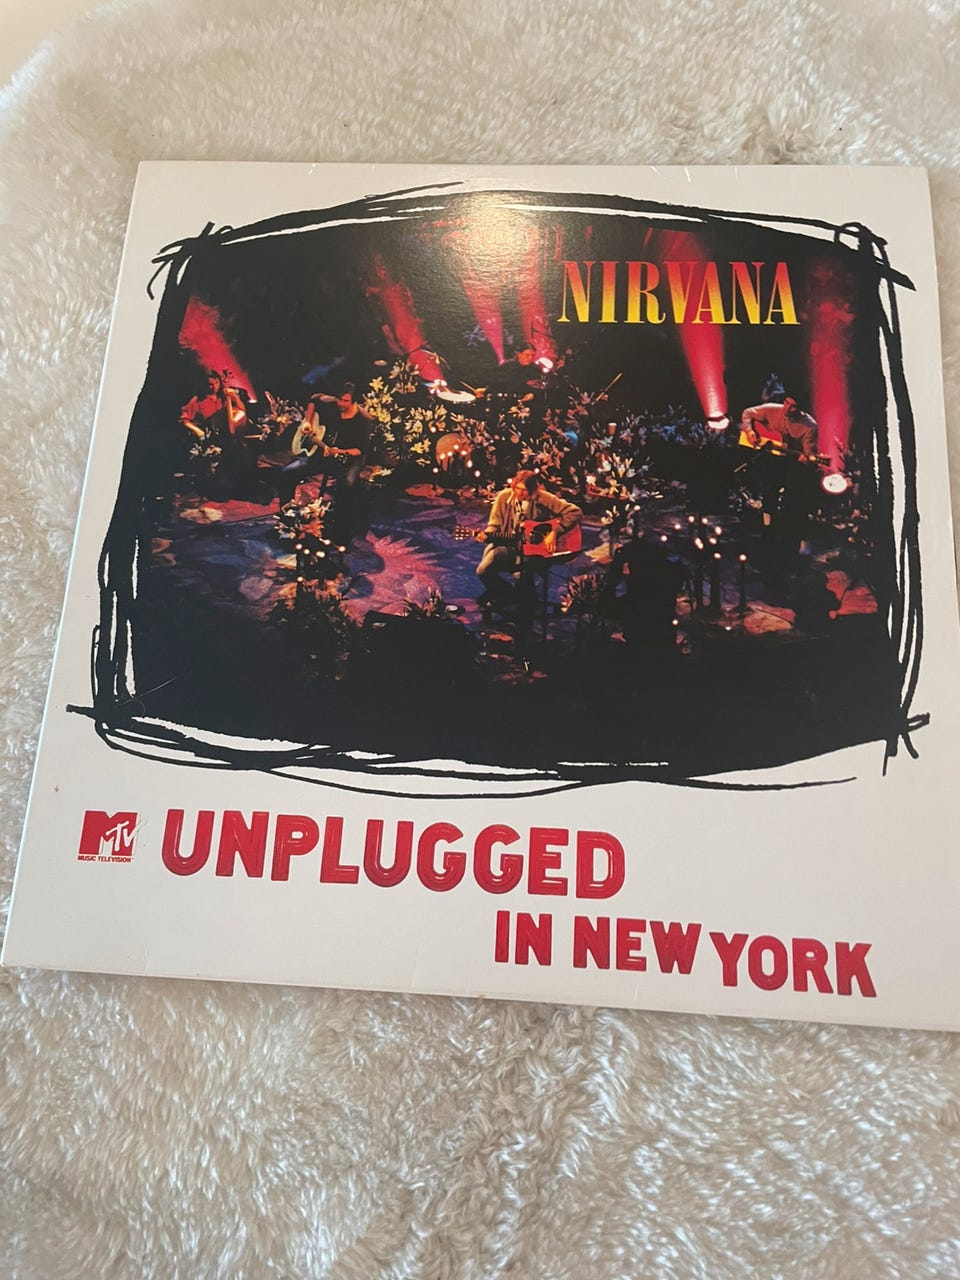 NIRVANA
MTV
MUSIC TELEVISION
UNPLUGGED
IN NEW YORK